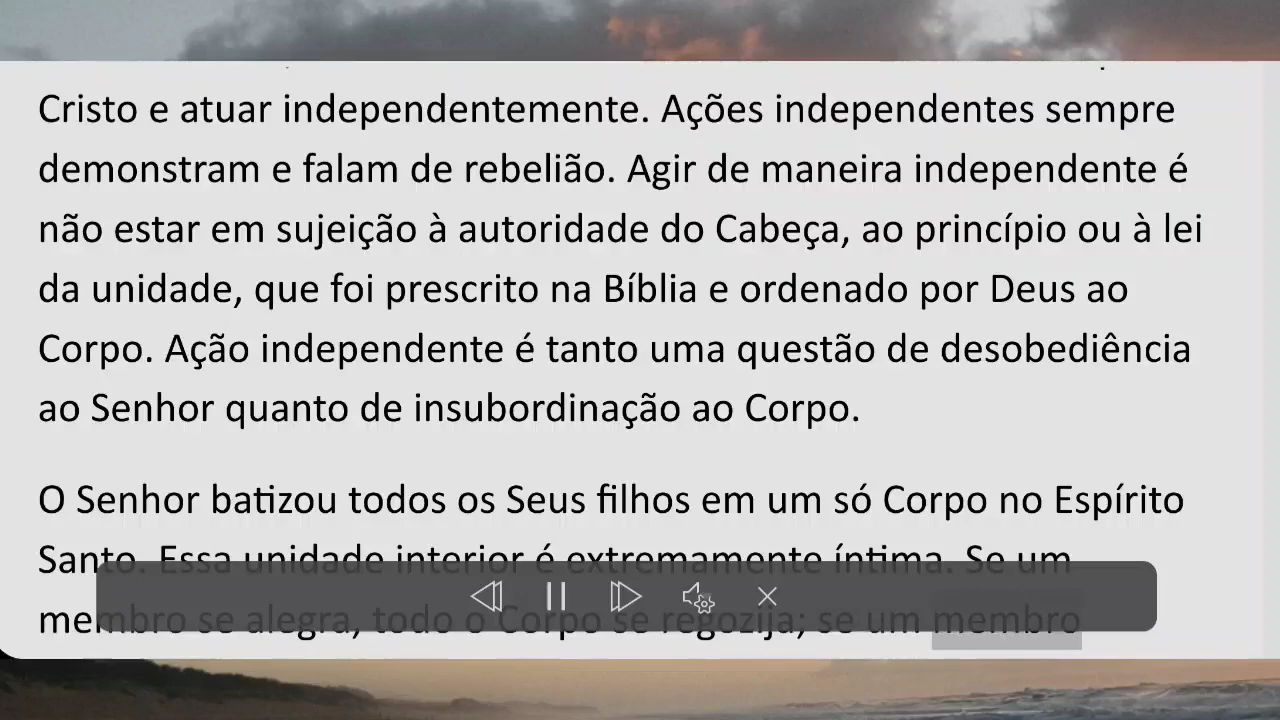 Cristo e atuar independentemente. Ações independentes sempre
demonstram e falam de rebelião. Agir de maneira independente é
não estar em sujeição à autoridade do Cabeça, ao princípio ou à lei
da unidade, que foi prescrito na Bíblia e ordenado por Deus ao
Corpo. Ação independente é tanto uma questão de desobediência
ao Senhor quanto de insubordinação ao Corpo.
O Senhor batizou todos os Seus filhos em um só Corpo no Espírito
Santo. Essa unidade interior é extremamente íntima. Se um
membro se alegra, todo o Corpo se regozija; se um membro